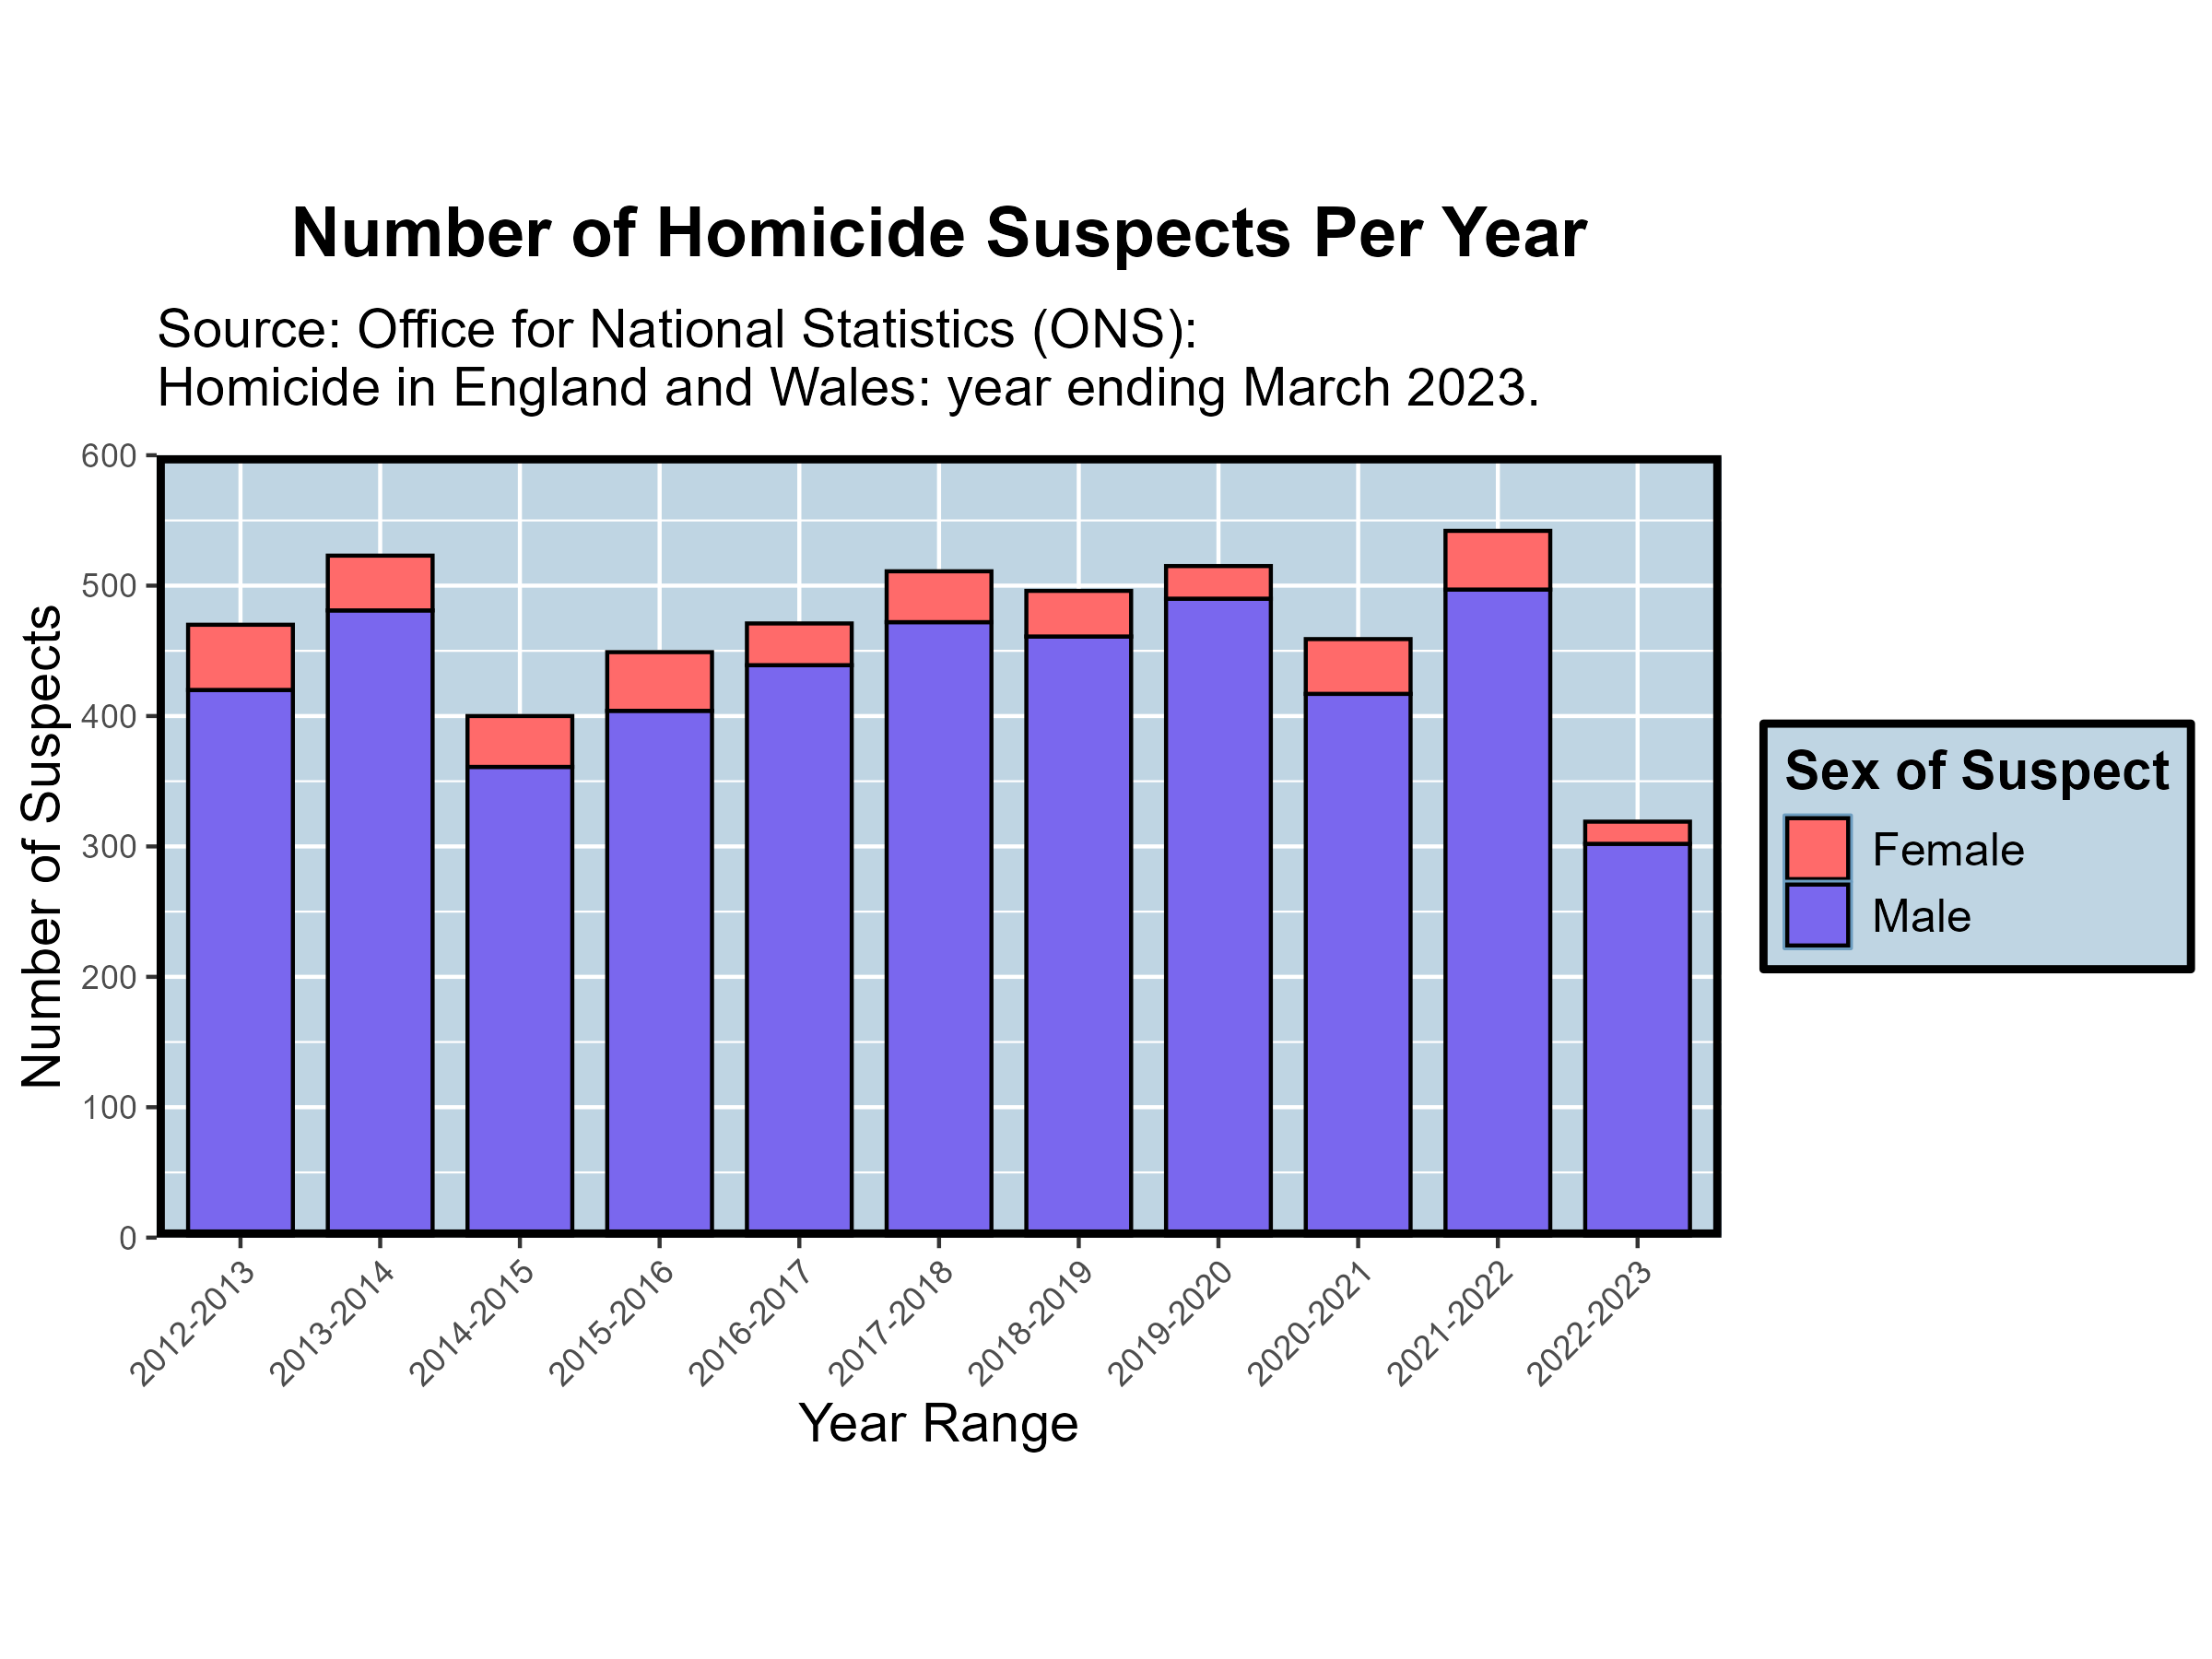 Number of Homicide Suspects Per Year
Source: Office for National Statistics (ONS):
Homicide in England and Wales: year ending March 2023.
Number of Suspects
600
500
400
300
200
100
0
2012-2013
2013-2014
2014-2015
2015-2016
2016-2017
2017-2018
2018-2019
2019-2020
2020-2021
2021-2022
2022-2023
Year Range
Sex of Suspect
Female
Male